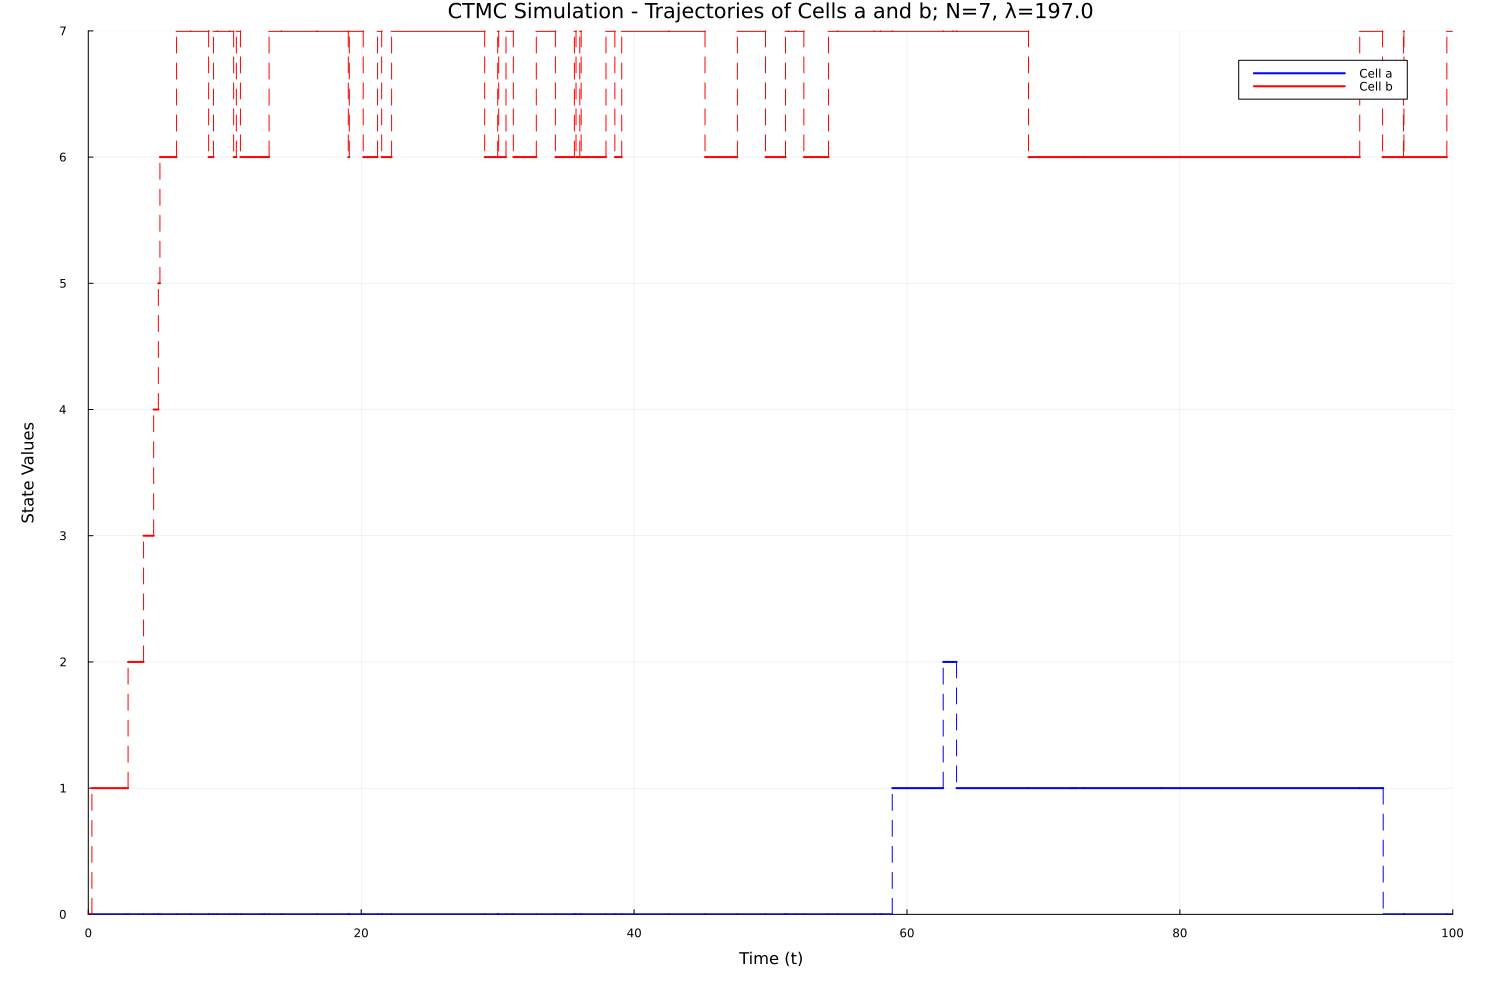 CTMC Simulation - Trajectories of Cells a and b; N=7, λ=197.0
7
Cell a
Cell b
6
5
4
State Values
3
2
1
0
0 20 40 60 80 100
Time (t)